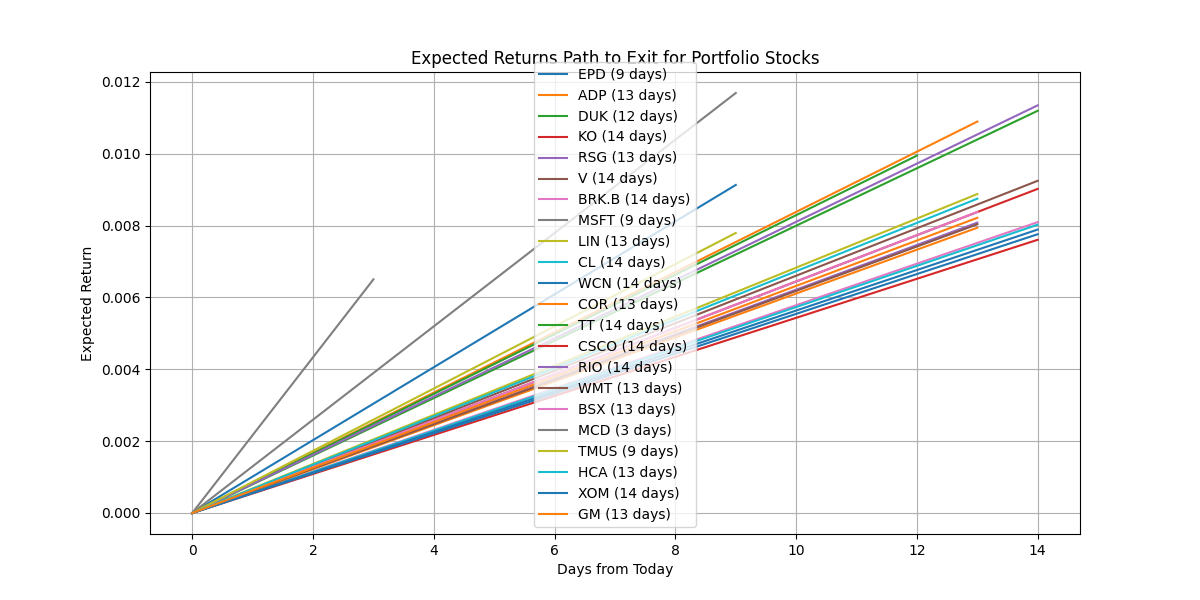 Expected Returns Path to Exit for Portfolio Stocks
EPD (9 days)
ADP (13 days)
DUK (12 days)
KO (14 days)
RSG (13 days)
V (14 days)
BRK.B (14 days)
MSFT (9 days)
LIN (13 days)
CL (14 days)
WCN (14 days)
COR (13 days)
TT (14 days)
CSCO (14 days)
RIO (14 days)
WMT (13 days)
BSX (13 days)
MCD (3 days)
TMUS (9 days)
HCA (13 days)
XOM (14 days)
GM (13 days)
Expected Return
0.012
0.010
0.008
0.006
0.004
0.002
0.000
0 2 4 6 8 10 12 14
Days from Today